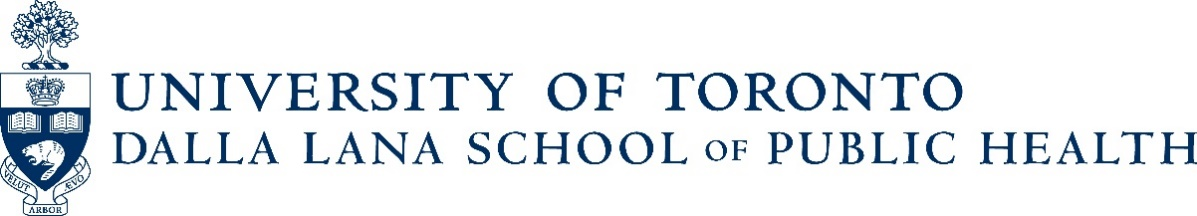 UNIVERSITY OF TORONTO
DALLA LANA SCHOOL OF PUBLIC HEALTH
VELUT ÆVO
ARBOR